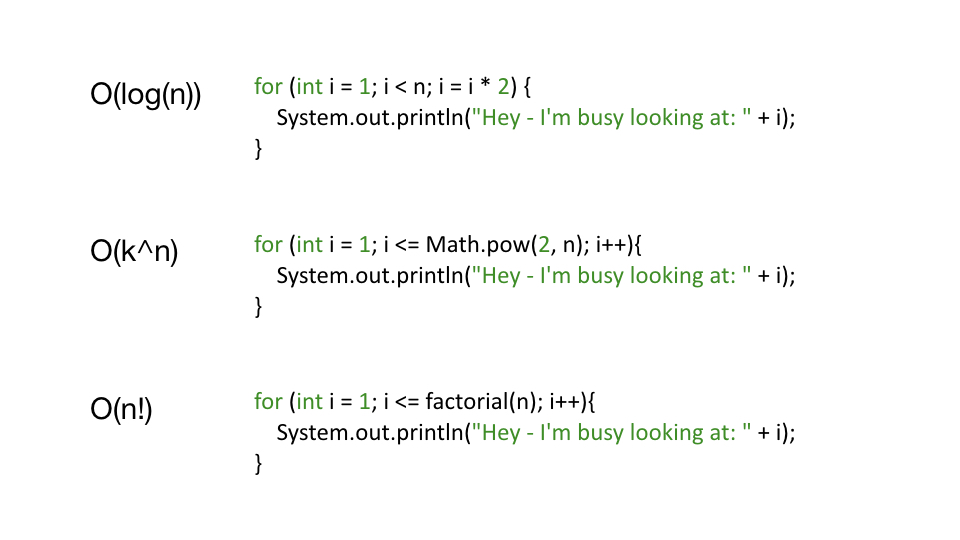 O(log(n))
for (int i = 1; i < n; i = i * 2) {
System.out.println("Hey - I'm busy looking at: " + i);
}
O(k^n)
for (int i = 1; i <= Math.pow(2, n); i++){
System.out.println("Hey - I'm busy looking at: " + i);
}
O(n!)
for (int i = 1; i <= factorial(n); i++){
System.out.println("Hey - I'm busy looking at: " + i);
}